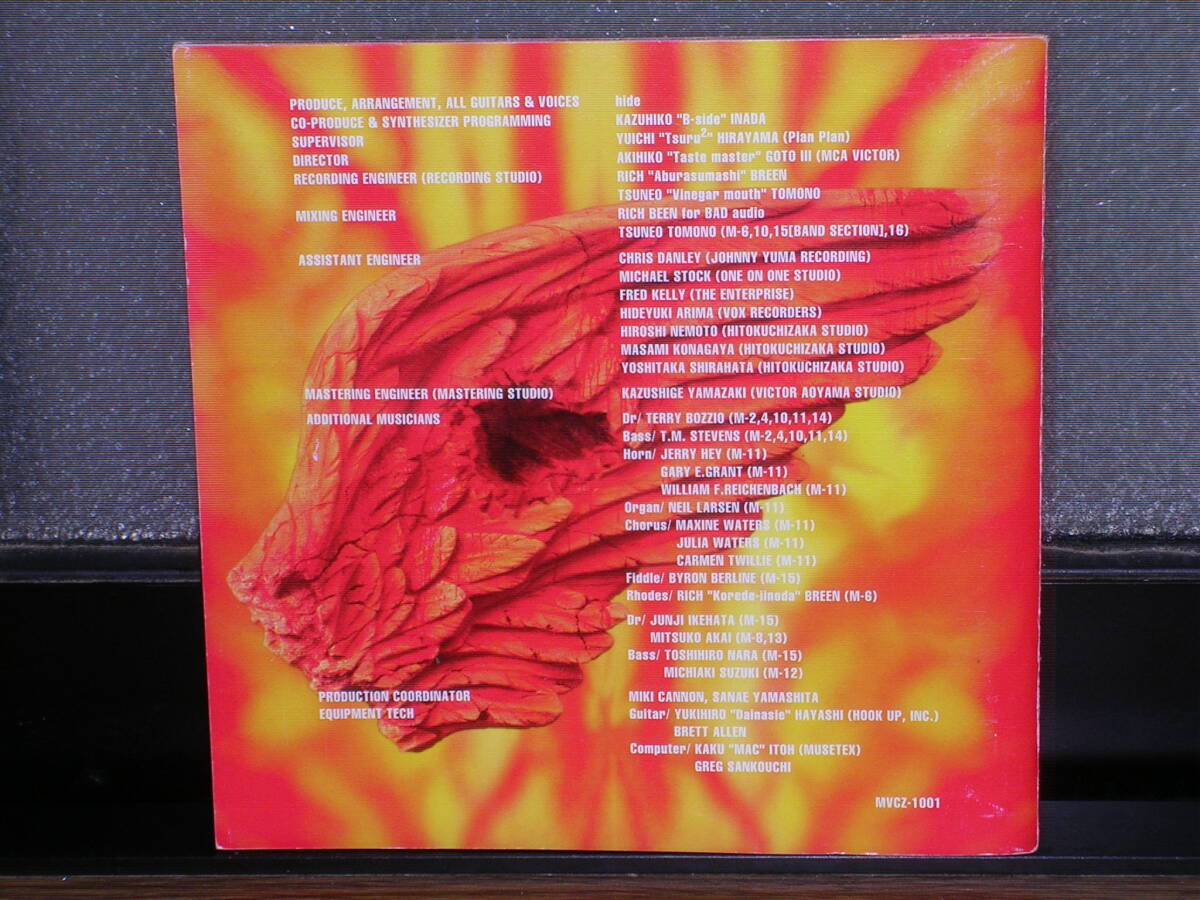 PRODUCE, ARRANGEMENT, ALL GUITARS & VOICES hide
CO-PRODUCE & SYNTHESIZER PROGRAMMING KAZUHIKO "B-side" INADA
SUPERVISOR YUICHI "Tsuru²" HIRAYAMA (Plan Plan)
DIRECTOR AKIHIKO "Taste master" GOTO III (MCA VICTOR)
RECORDING ENGINEER (RECORDING STUDIO) RICH "Aburasumashi" BREEN
TSUNEO "Vinegar mouth" TOMONO
MIXING ENGINEER RICH BEEN for BAD audio
TSUNEO TOMONO (M-6,10,15[BAND SECTION],16)
ASSISTANT ENGINEER CHRIS DANLEY (JOHNNY YUMA RECORDING)
MICHAEL STOCK (ONE ON ONE STUDIO)
FRED KELLY (THE ENTERPRISE)
HIDEYUKI ARIMA (VOX RECORDERS)
HIROSHI NEMOTO (HITOKUCHIZAKA STUDIO)
MASAMI KONAGAYA (HITOKUCHIZAKA STUDIO)
YOSHITAKA SHIRAHATA (HITOKUCHIZAKA STUDIO)
MASTERING ENGINEER (MASTERING STUDIO) KAZUSHIGE YAMAZAKI (VICTOR AOYAMA STUDIO)
ADDITIONAL MUSICIANS Dr/ TERRY BOZZIO (M-2,4,10,11,14)
Bass/ T.M. STEVENS (M-2,4,10,11,14)
Horn/ JERRY HEY (M-11)
GARY E.GRANT (M-11)
WILLIAM F.REICHENBACH (M-11)
Organ/ NEIL LARSEN (M-11)
Chorus/ MAXINE WATERS (M-11)
JULIA WATERS (M-11)
CARMEN TWILLIE (M-11)
Fiddle/ BYRON BERLINE (M-15)
Rhodes/ RICH "Korede-iinoda" BREEN (M-6)
Dr/ JUNJI IKEHATA (M-15)
MITSUKO AKAI (M-8,13)
Bass/ TOSHIHIRO NARA (M-15)
MICHIAKI SUZUKI (M-12)
PRODUCTION COORDINATOR MIKI CANNON, SANAE YAMASHITA
EQUIPMENT TECH Guitar/ YUKIHIRO "Dainasie" HAYASHI (HOOK UP, INC.)
BRETT ALLEN
Computer/ KAKU "MAC" ITOH (MUSETEX)
GREG SANKOUCHI
MVCZ-1001